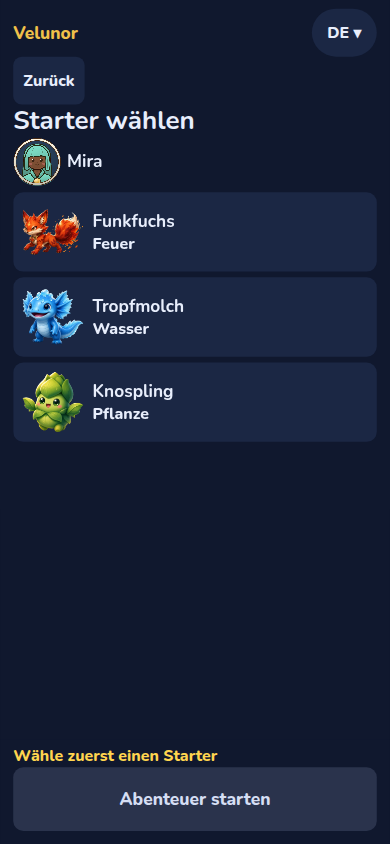 Velunor
DE ▾
Zurück
Starter wählen
Mira
Funkfuchs
Feuer
Tropfmolch
Wasser
Knospling
Pflanze
Wähle zuerst einen Starter
Abenteuer starten